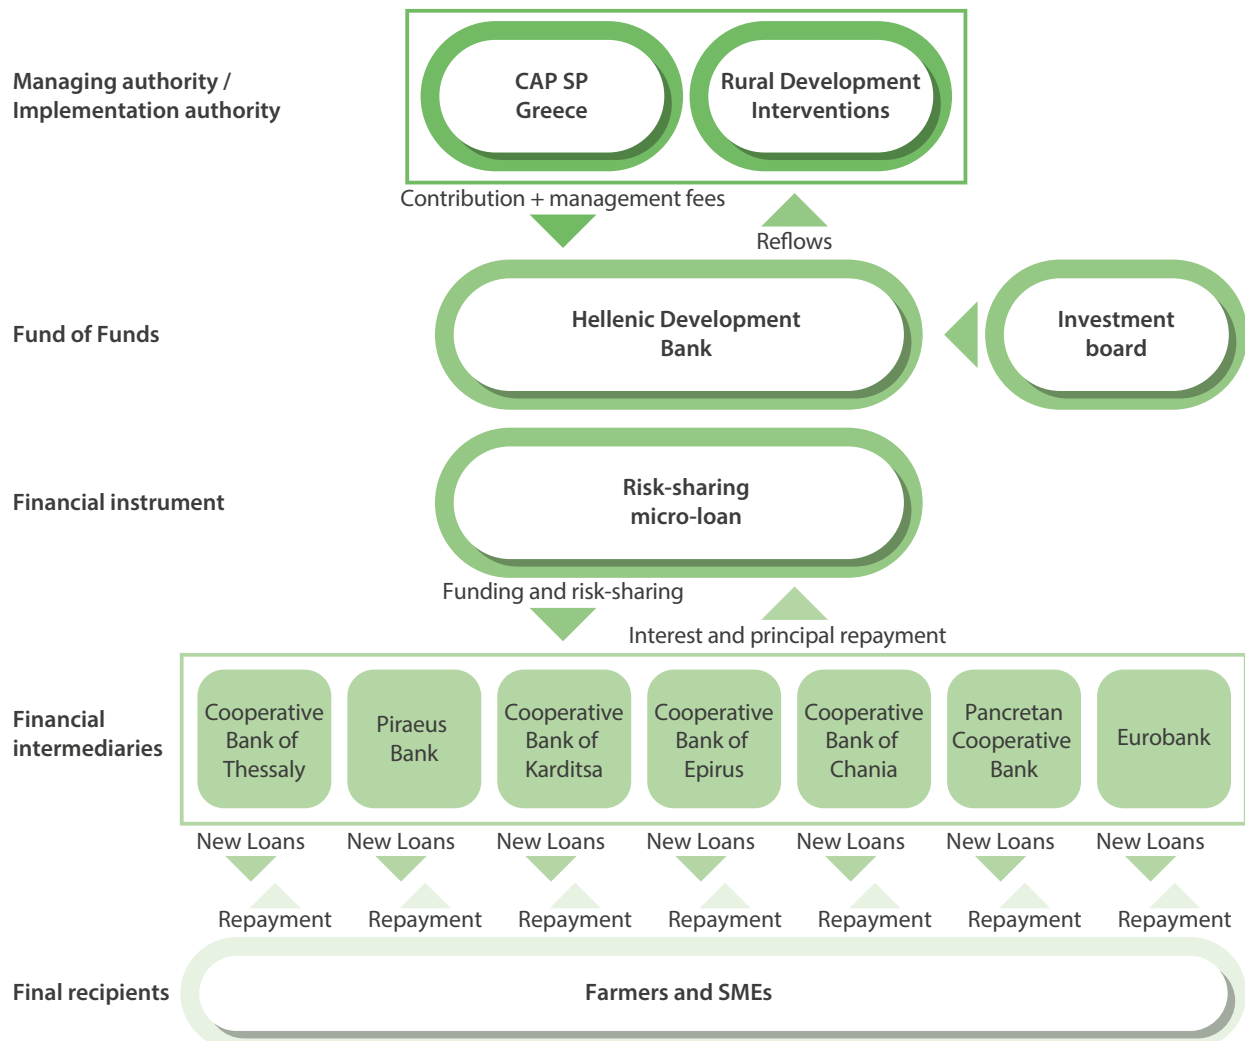 Managing authority /
Implementation authority
CAP SP
Greece
Rural Development
Interventions
Contribution + management fees
Reflows
Fund of Funds
Hellenic Development
Bank
Investment
board
Financial instrument
Risk-sharing
micro-loan
Funding and risk-sharing
Interest and principal repayment
Financial
intermediaries
Cooperative
Bank of
Thessaly
Piraeus
Bank
Cooperative
Bank of
Karditsa
Cooperative
Bank of
Epirus
Cooperative
Bank of
Chania
Pancretan
Cooperative
Bank
Eurobank
New Loans
New Loans
New Loans
New Loans
New Loans
New Loans
New Loans
Repayment
Repayment
Repayment
Repayment
Repayment
Repayment
Repayment
Final recipients
Farmers and SMEs